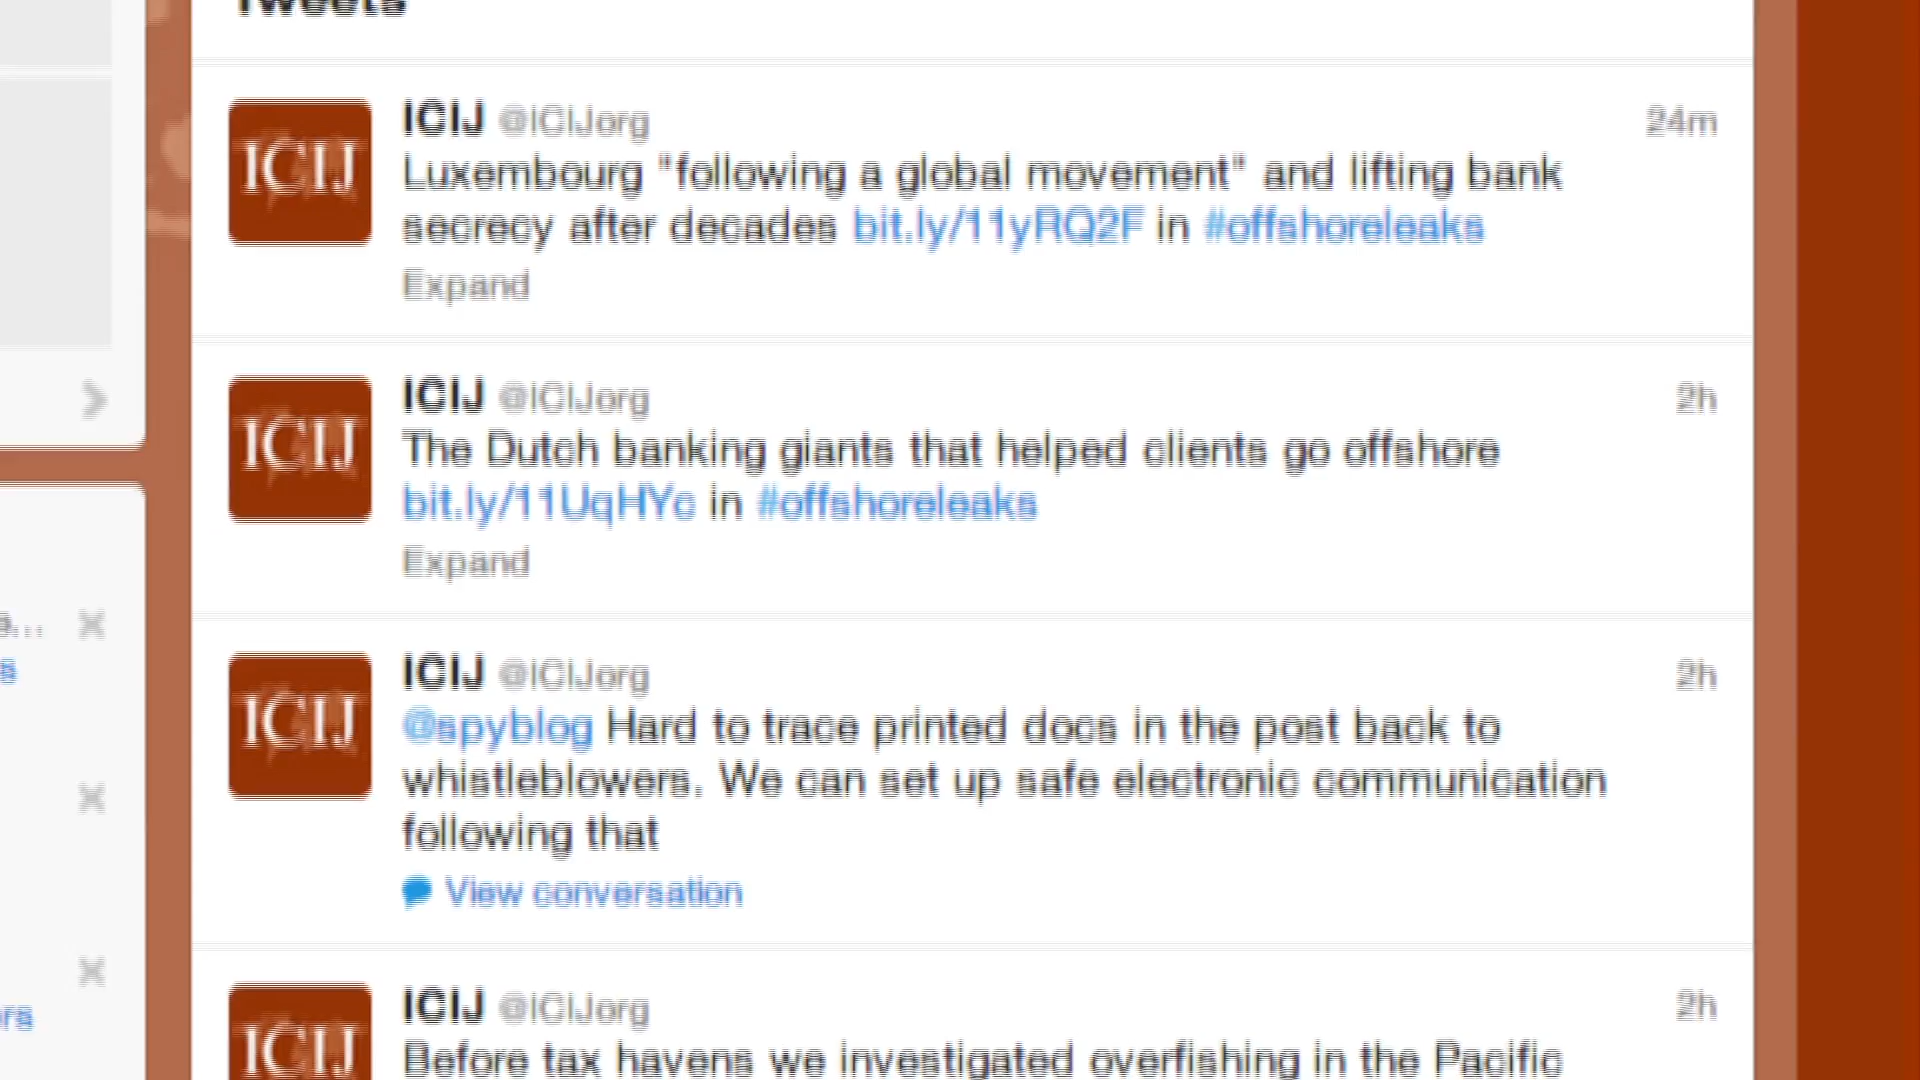 Tweets
ICIJ @ICIJorg 24m
ICIJ
Luxembourg "following a global movement" and lifting bank
secrecy after decades bit.ly/11yRQ2F in #offshoreleaks
Expand
ICIJ @ICIJorg 2h
ICIJ
The Dutch banking giants that helped clients go offshore
bit.ly/11UqHYc in #offshoreleaks
Expand
ICIJ @ICIJorg 2h
ICIJ
@spyblog Hard to trace printed docs in the post back to
whistleblowers. We can set up safe electronic communication
following that
View conversation
ICIJ @ICIJorg 2h
ICIJ
Before tax havens we investigated overfishing in the Pacific